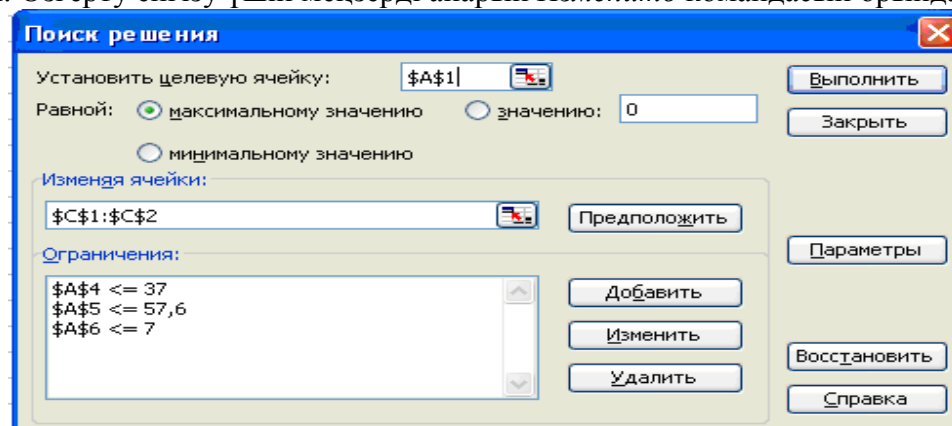 Поиск решения
Установить целевую ячейку: $A$1
Равной: максимальному значению значению: 0
минимальному значению
Изменяя ячейки:
$C$1:$C$2
Предположить
Ограничения:
$A$4 <= 37
$A$5 <= 57,6
$A$6 <= 7
Добавить
Изменить
Удалить
Выполнить
Закрыть
Параметры
Восстановить
Справка